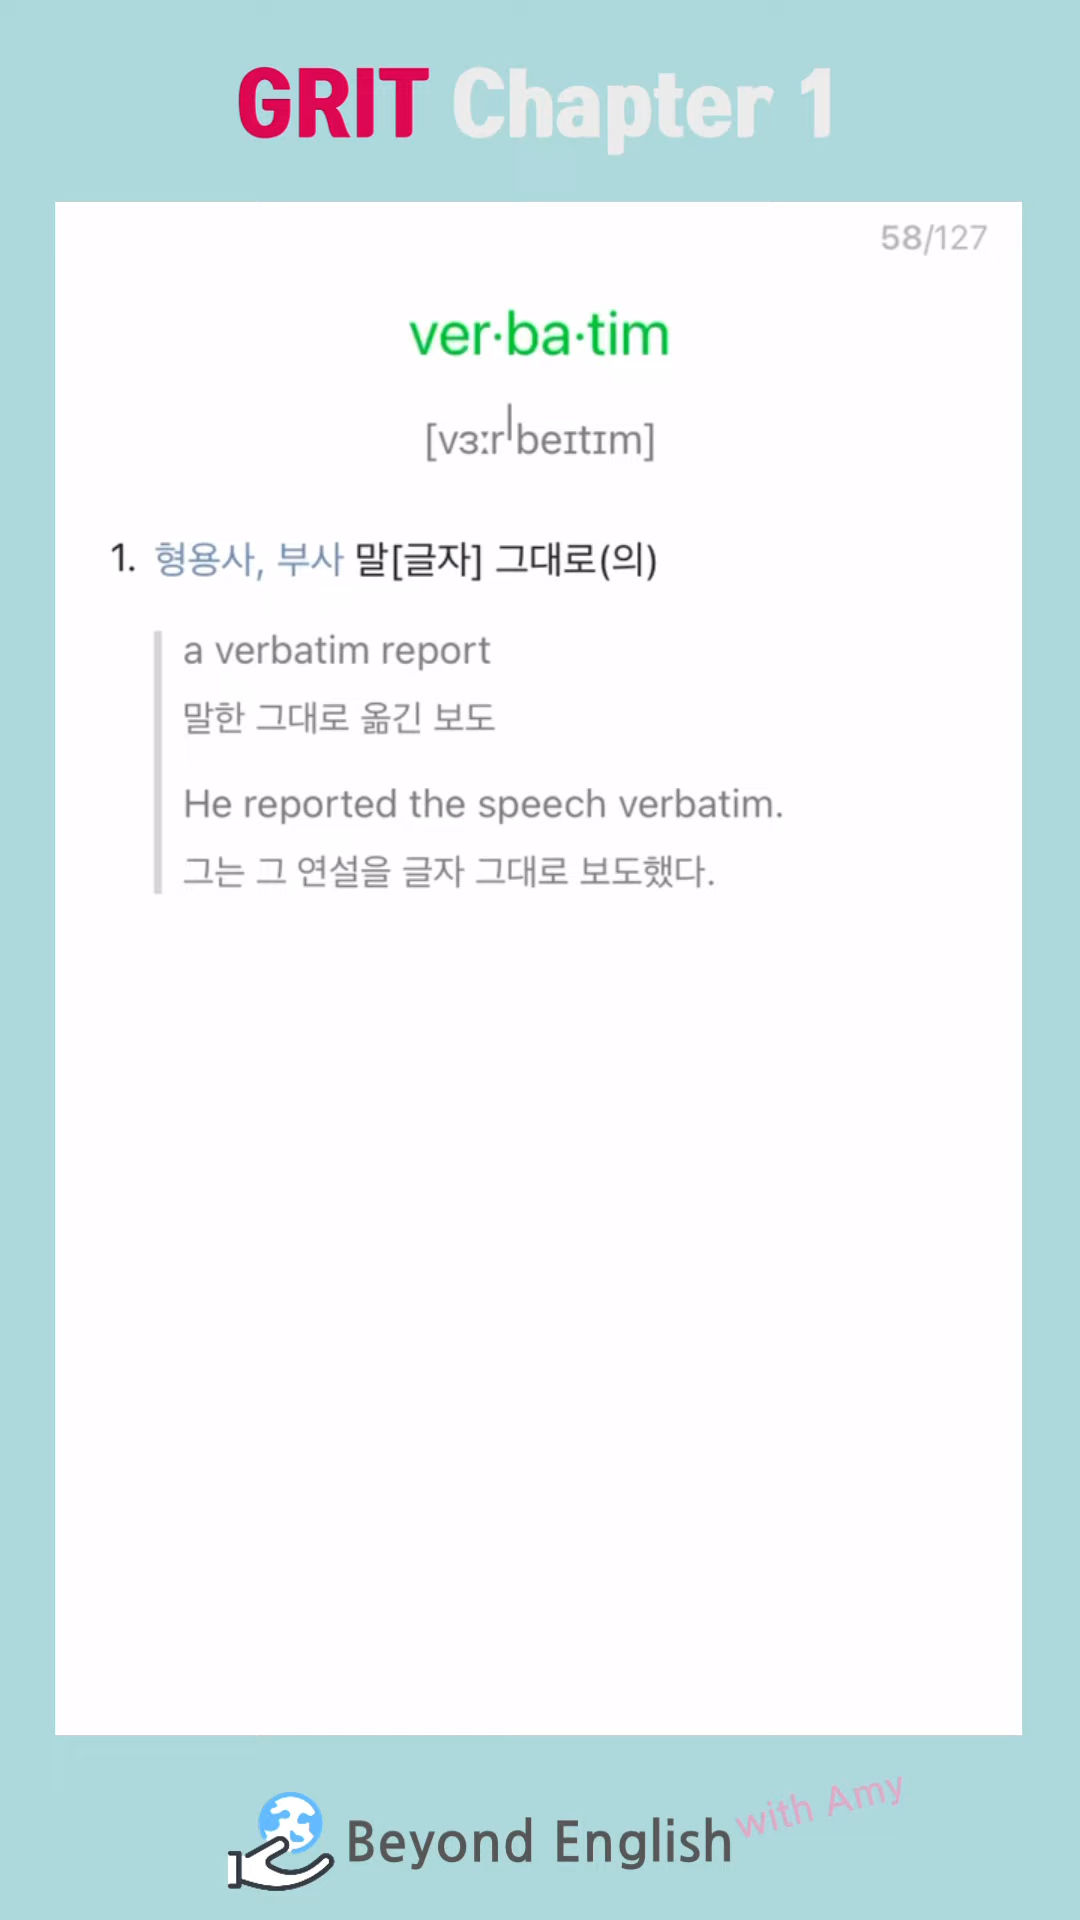 GRIT Chapter 1
58/127
ver·ba·tim
[vɜːrˈbeɪtɪm]
1. 형용사, 부사 말[글자] 그대로(의)
a verbatim report
말한 그대로 옮긴 보도
He reported the speech verbatim.
그는 그 연설을 글자 그대로 보도했다.
Beyond English with Amy